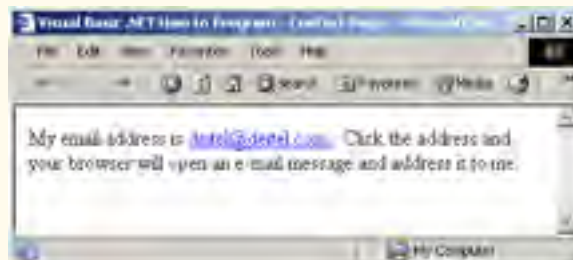 Visual Basic .NET How to Program - Contact Page -
File Edit View Favorites Tools Help
Search Favorites Media
My email address is deitel@deitel.com. Click the address and
your browser will open an e-mail message and address it to me.
My Computer